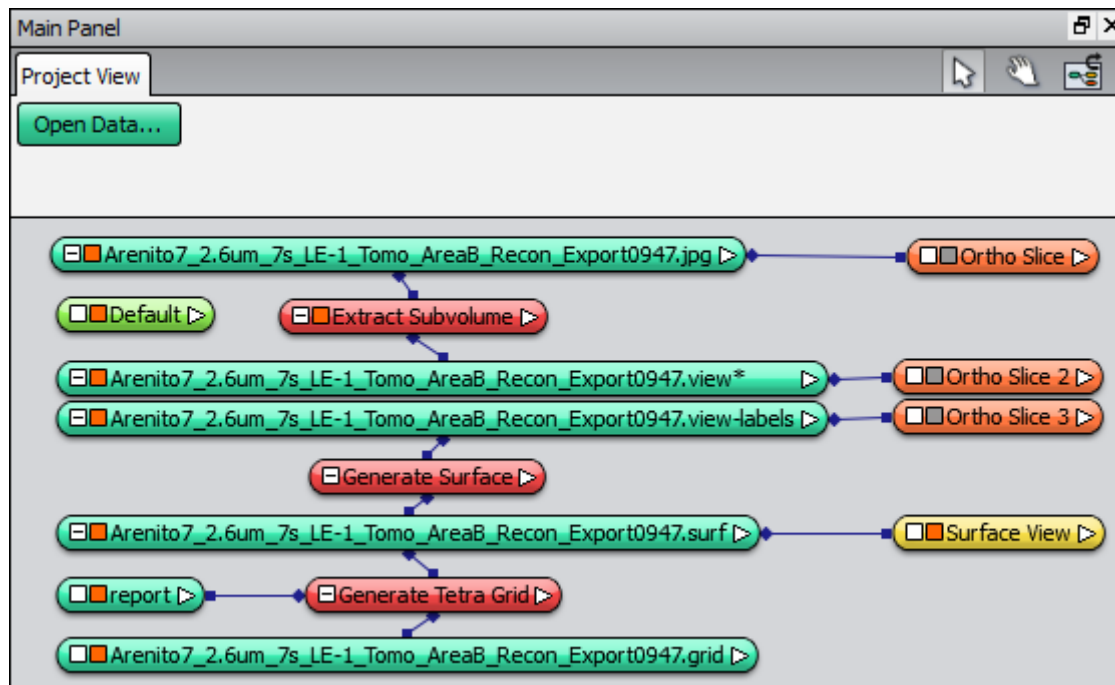 Main Panel
Project View
Open Data...
Arenito7_2.6um_7s_LE-1_Tomo_AreaB_Recon_Export0947.jpg
Ortho Slice
Default
Extract Subvolume
Arenito7_2.6um_7s_LE-1_Tomo_AreaB_Recon_Export0947.view*
Ortho Slice 2
Arenito7_2.6um_7s_LE-1_Tomo_AreaB_Recon_Export0947.view-labels
Ortho Slice 3
Generate Surface
Arenito7_2.6um_7s_LE-1_Tomo_AreaB_Recon_Export0947.surf
Surface View
report
Generate Tetra Grid
Arenito7_2.6um_7s_LE-1_Tomo_AreaB_Recon_Export0947.grid